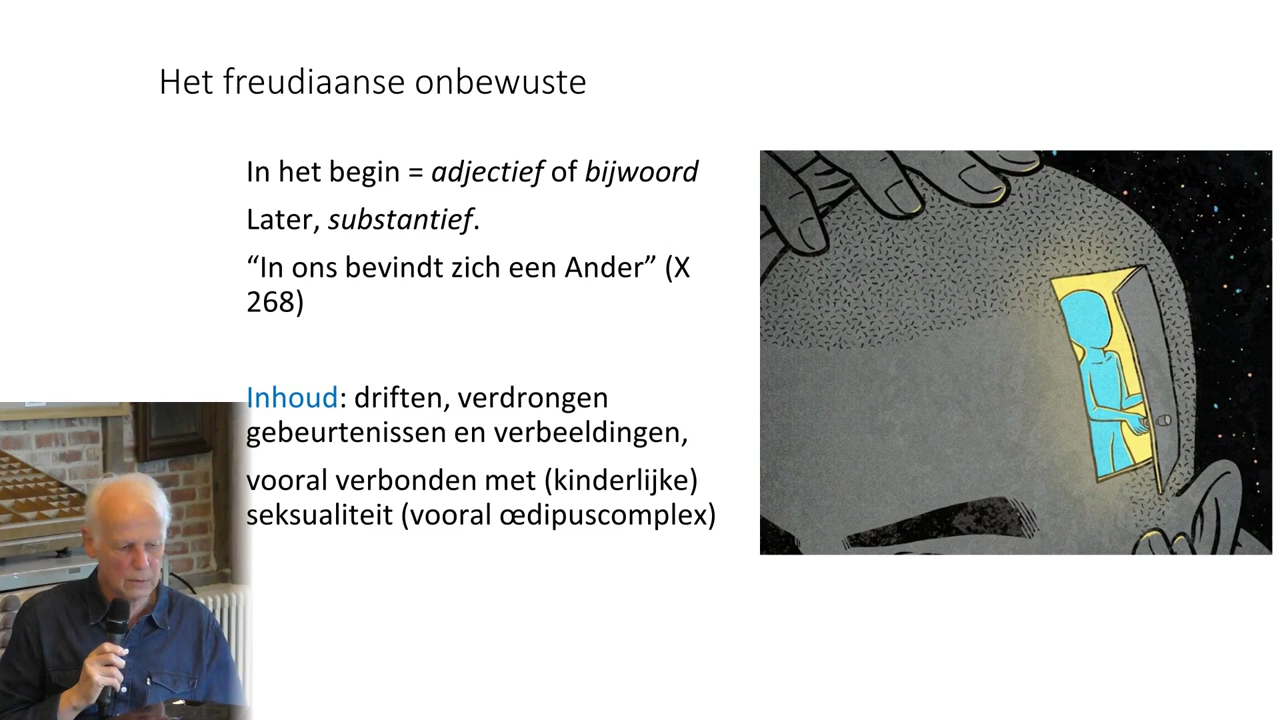 Het freudiaanse onbewuste
In het begin = adjectief of bijwoord
Later, substantief.
“In ons bevindt zich een Ander” (X
268)
Inhoud: driften, verdrongen
gebeurtenissen en verbeeldingen,
vooral verbonden met (kinderlijke)
seksualiteit (vooral œdipuscomplex)